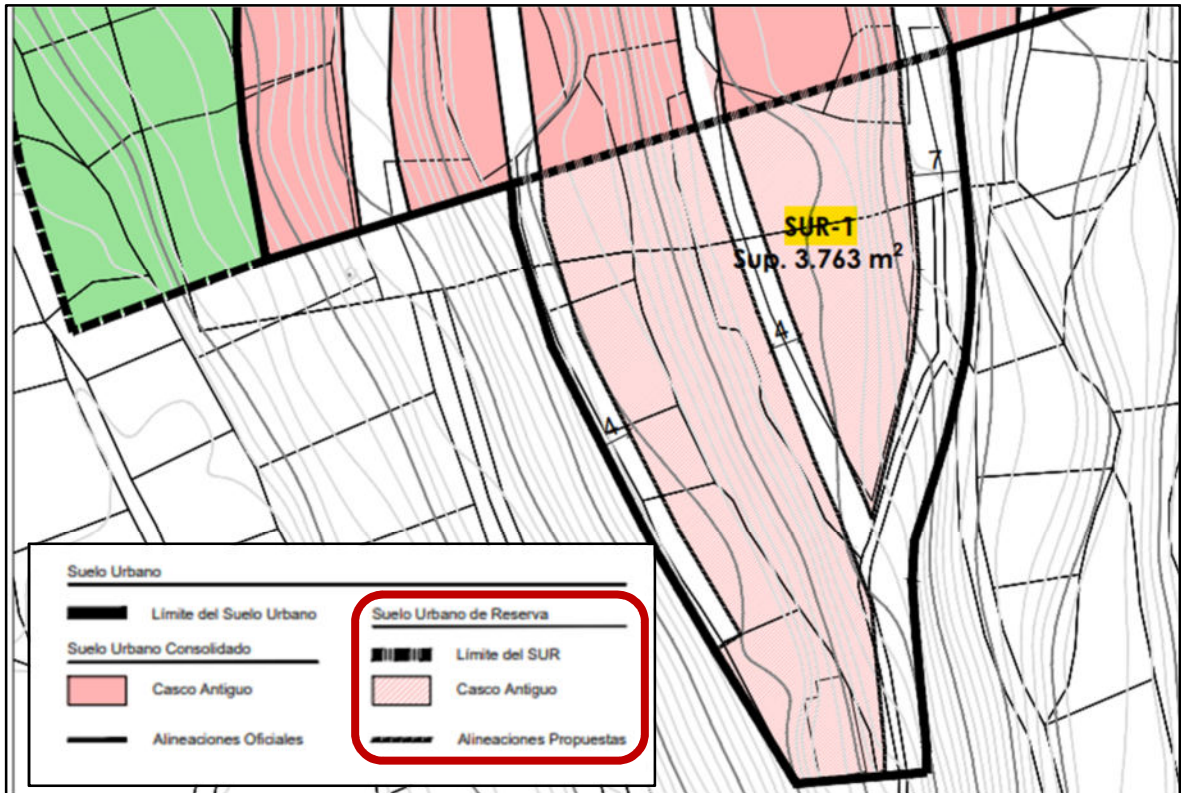 7
SUR-1
Sup. 3.763 m²
4
4
Suelo Urbano
Límite del Suelo Urbano
Suelo Urbano Consolidado
Casco Antiguo
Alineaciones Oficiales
Suelo Urbano de Reserva
Límite del SUR
Casco Antiguo
Alineaciones Propuestas